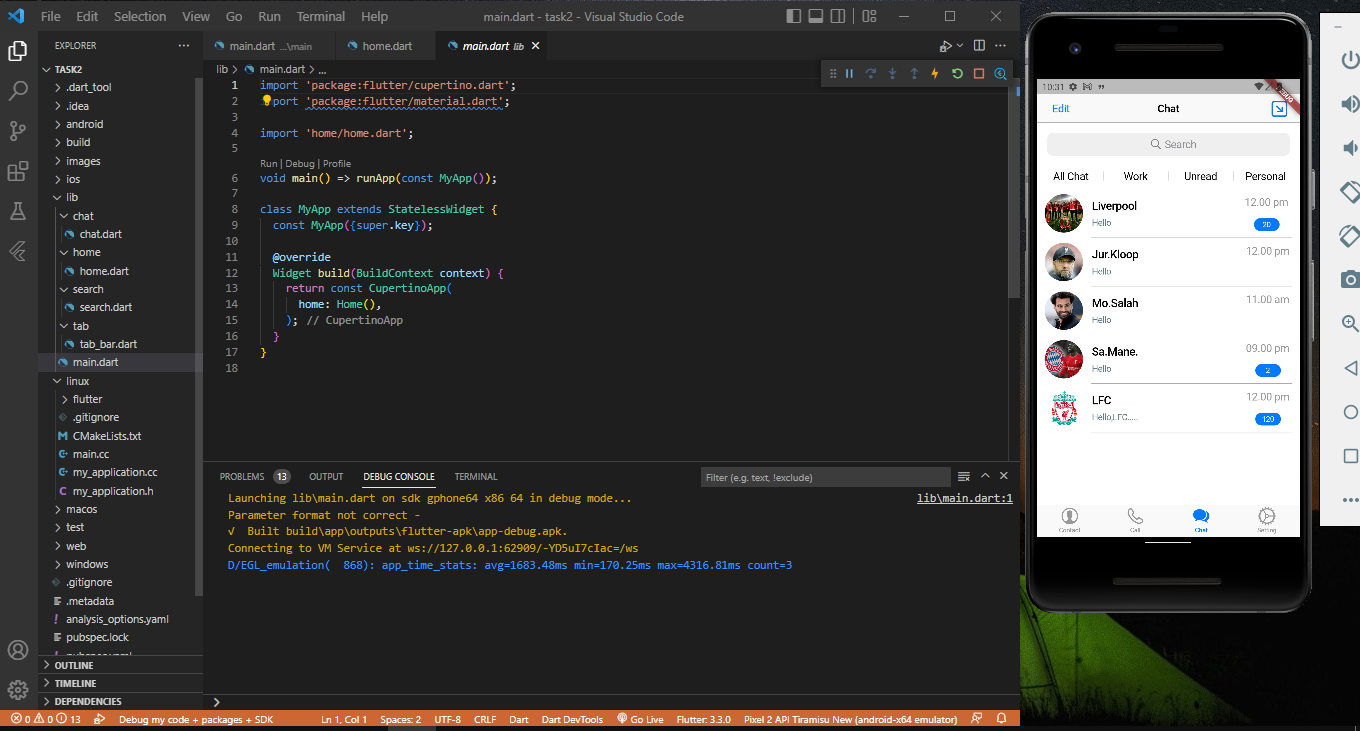 File Edit Selection View Go Run Terminal Help
main.dart - task2 - Visual Studio Code
EXPLORER
TASK2
.dart_tool
.idea
android
build
images
ios
lib
chat
chat.dart
home
home.dart
search
search.dart
tab
tab_bar.dart
main.dart
linux
flutter
.gitignore
CMakeLists.txt
main.cc
my_application.cc
my_application.h
macos
test
web
windows
.gitignore
.metadata
analysis_options.yaml
pubspec.lock
OUTLINE
TIMELINE
DEPENDENCIES
main.dart ...\main
home.dart
main.dart lib
lib > main.dart > ...
1 import 'package:flutter/cupertino.dart';
2 port 'package:flutter/material.dart';
3
4 import 'home/home.dart';
5
Run | Debug | Profile
6 void main() => runApp(const MyApp());
7
8 class MyApp extends StatelessWidget {
9 const MyApp({super.key});
10
11 @override
12 Widget build(BuildContext context) {
13 return const CupertinoApp(
14 home: Home(),
15 ); // CupertinoApp
16 }
17 }
18
PROBLEMS 13 OUTPUT DEBUG CONSOLE TERMINAL
Filter (e.g. text, !exclude)
Launching lib\main.dart on sdk gphone64 x86 64 in debug mode...
lib\main.dart:1
Parameter format not correct -
√ Built build\app\outputs\flutter-apk\app-debug.apk.
Connecting to VM Service at ws://127.0.0.1:62909/-YD5uI7cIac=/ws
D/EGL_emulation( 868): app_time_stats: avg=1683.48ms min=170.25ms max=4316.81ms count=3
0 0 13 Debug my code + packages + SDK
Ln 1, Col 1 Spaces: 2 UTF-8 CRLF Dart Dart DevTools Go Live Flutter: 3.3.0 Pixel 2 API Tiramisu New (android-x64 emulator)
10:31
Edit Chat
Search
All Chat Work Unread Personal
Liverpool 12.00 pm
Hello 20
Jur.Kloop 12.00 pm
Hello
Mo.Salah 11.00 am
Hello
Sa.Mane. 09.00 pm
Hello 2
LFC 12.00 pm
Hello,LFC..... 120
Contact Call Chat Setting